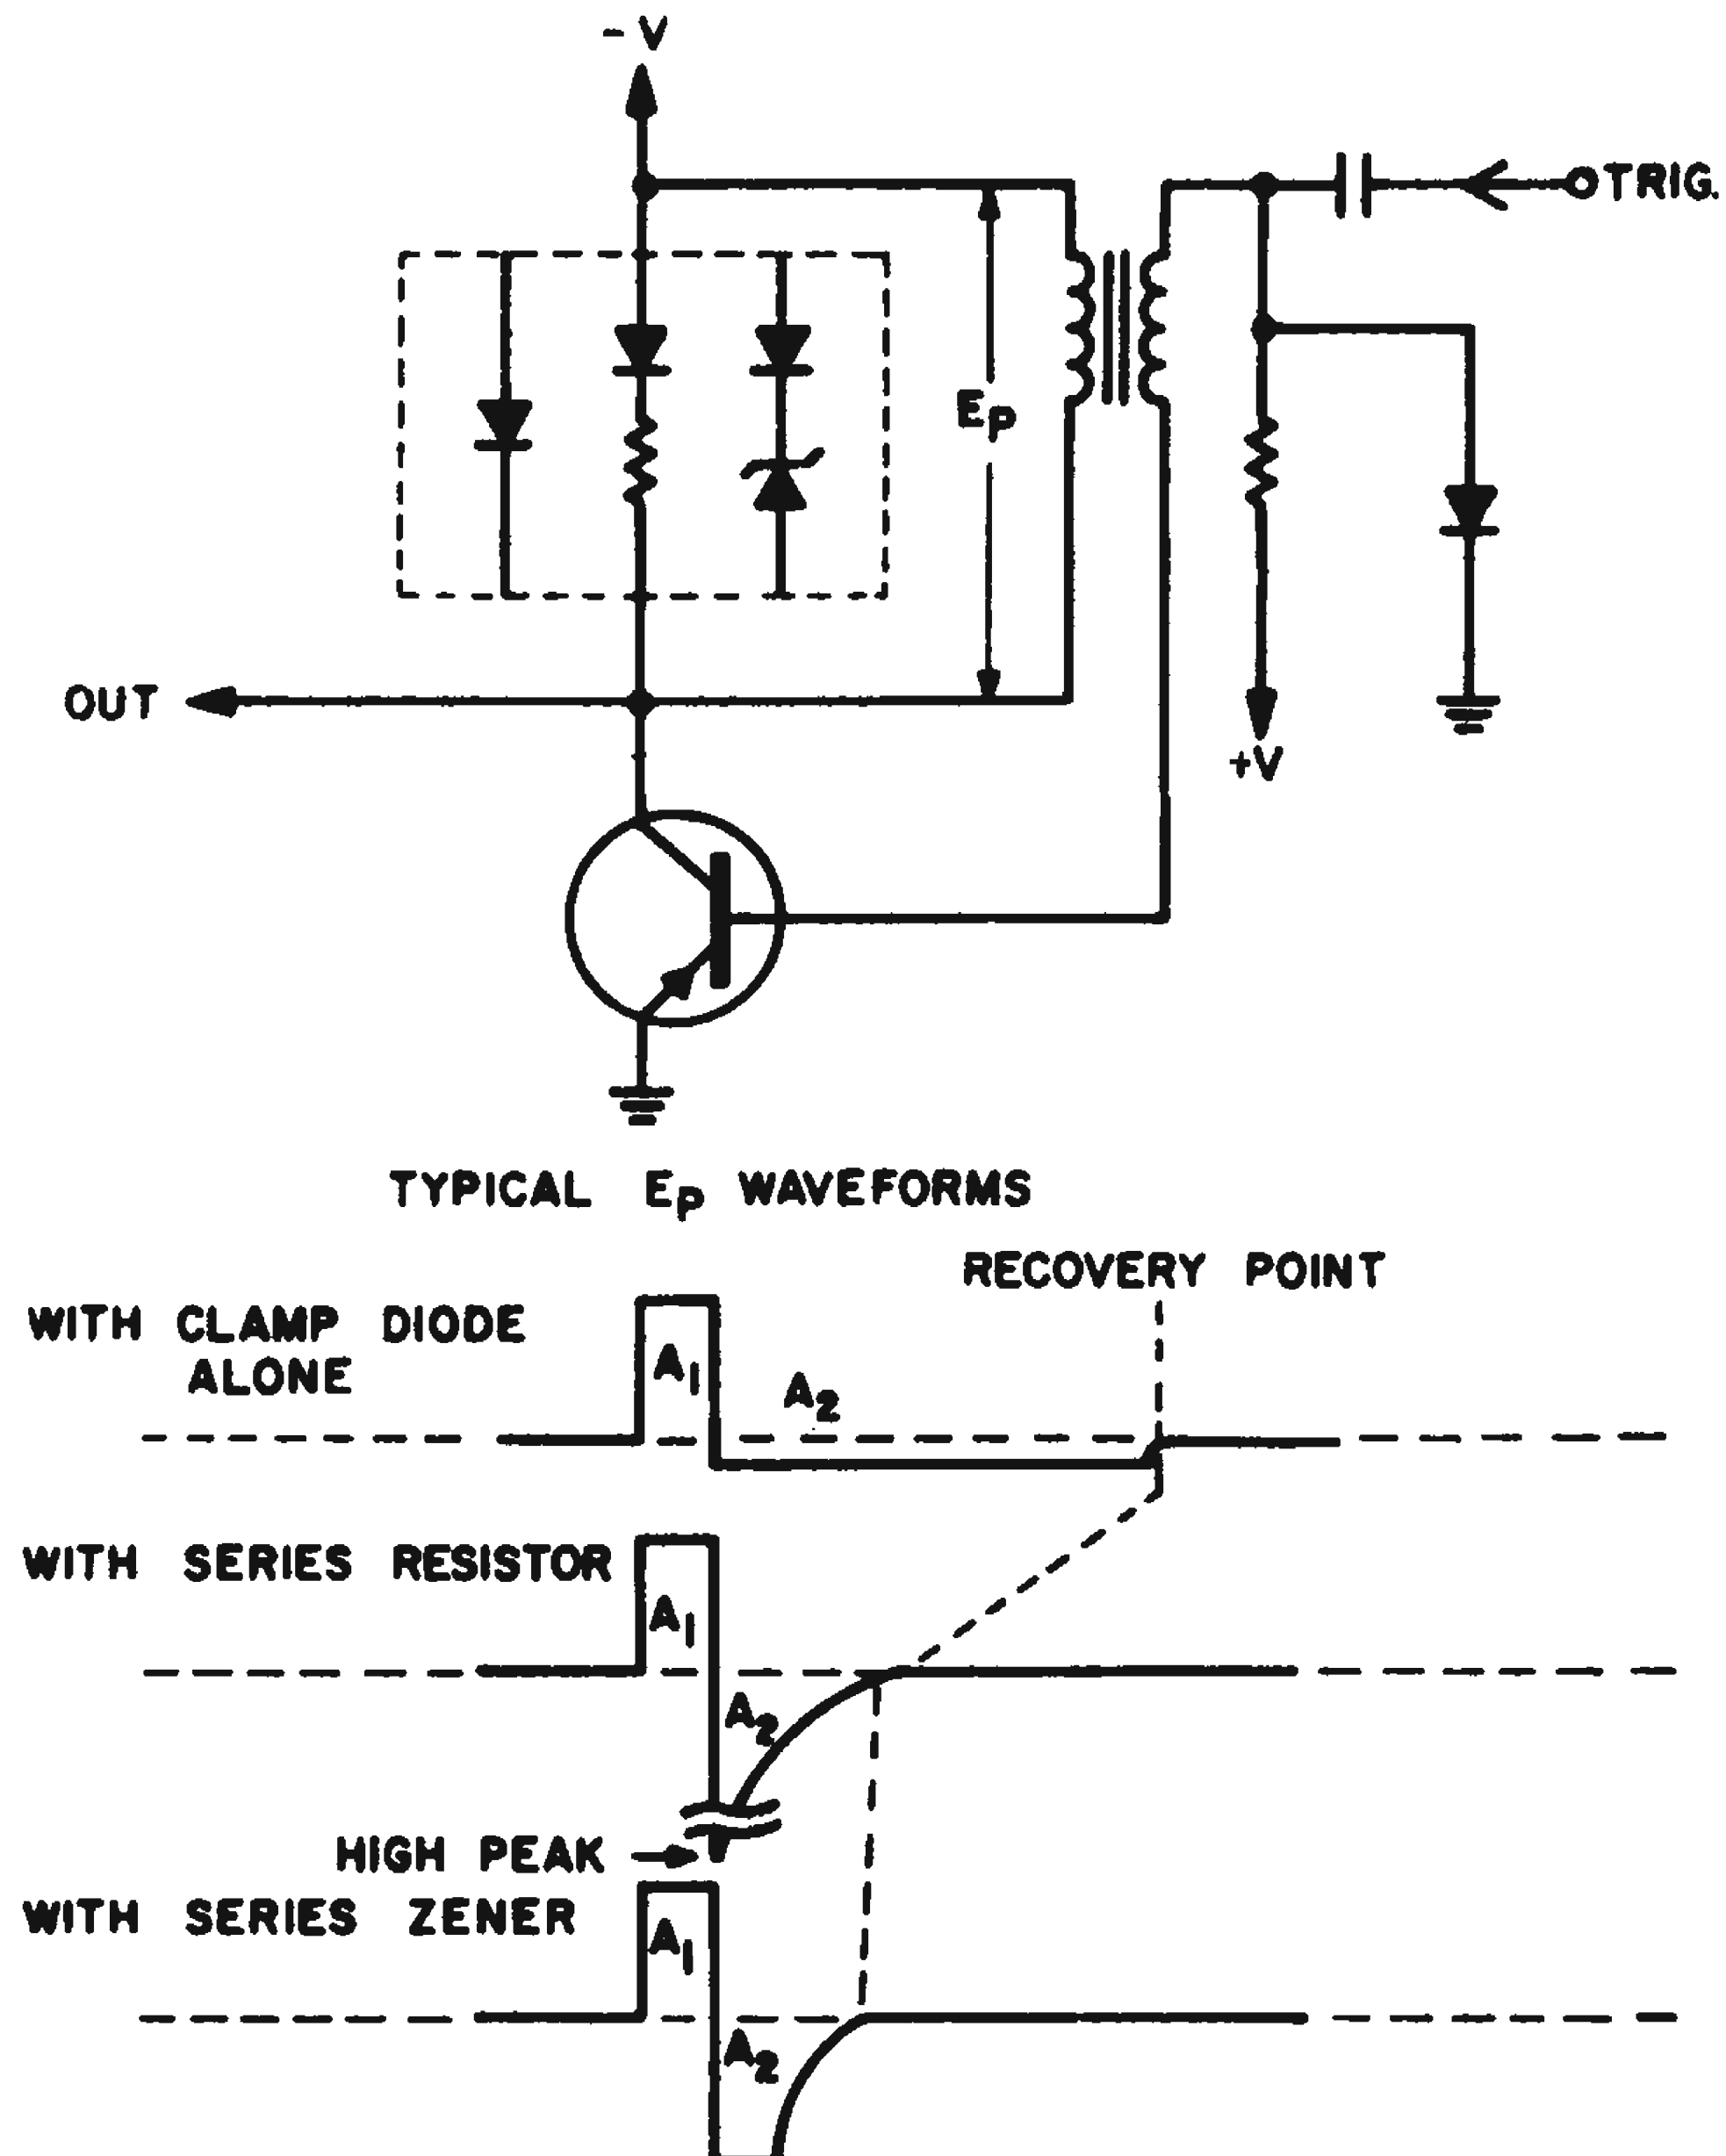 - V
TRIG.
Ep
OUT
+V
TYPICAL Ep WAVEFORMS
RECOVERY POINT
WITH CLAMP DIODE
ALONE
A1
A2
WITH SERIES RESISTOR
A1
A2
HIGH PEAK
WITH SERIES ZENER
A1
A2